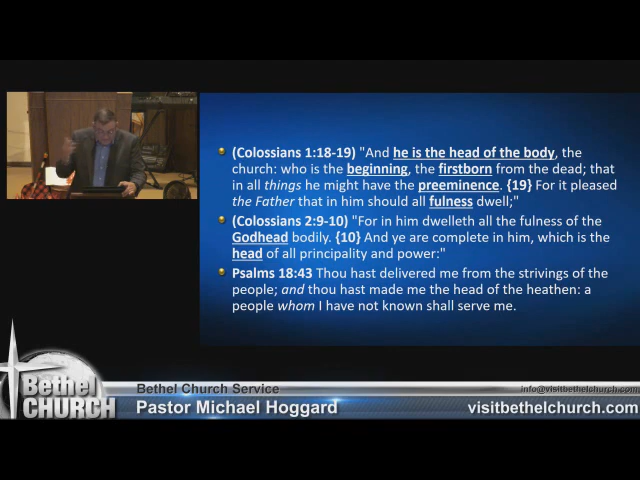 (Colossians 1:18-19) "And he is the head of the body, the
church: who is the beginning, the firstborn from the dead; that
in all things he might have the preeminence. {19} For it pleased
the Father that in him should all fulness dwell;"
(Colossians 2:9-10) "For in him dwelleth all the fulness of the
Godhead bodily. {10} And ye are complete in him, which is the
head of all principality and power:"
Psalms 18:43 Thou hast delivered me from the strivings of the
people; and thou hast made me the head of the heathen: a
people whom I have not known shall serve me.
Bethel
CHURCH
Bethel Church Service
info@visitbethelchurch.com
Pastor Michael Hoggard
visitbethelchurch.com